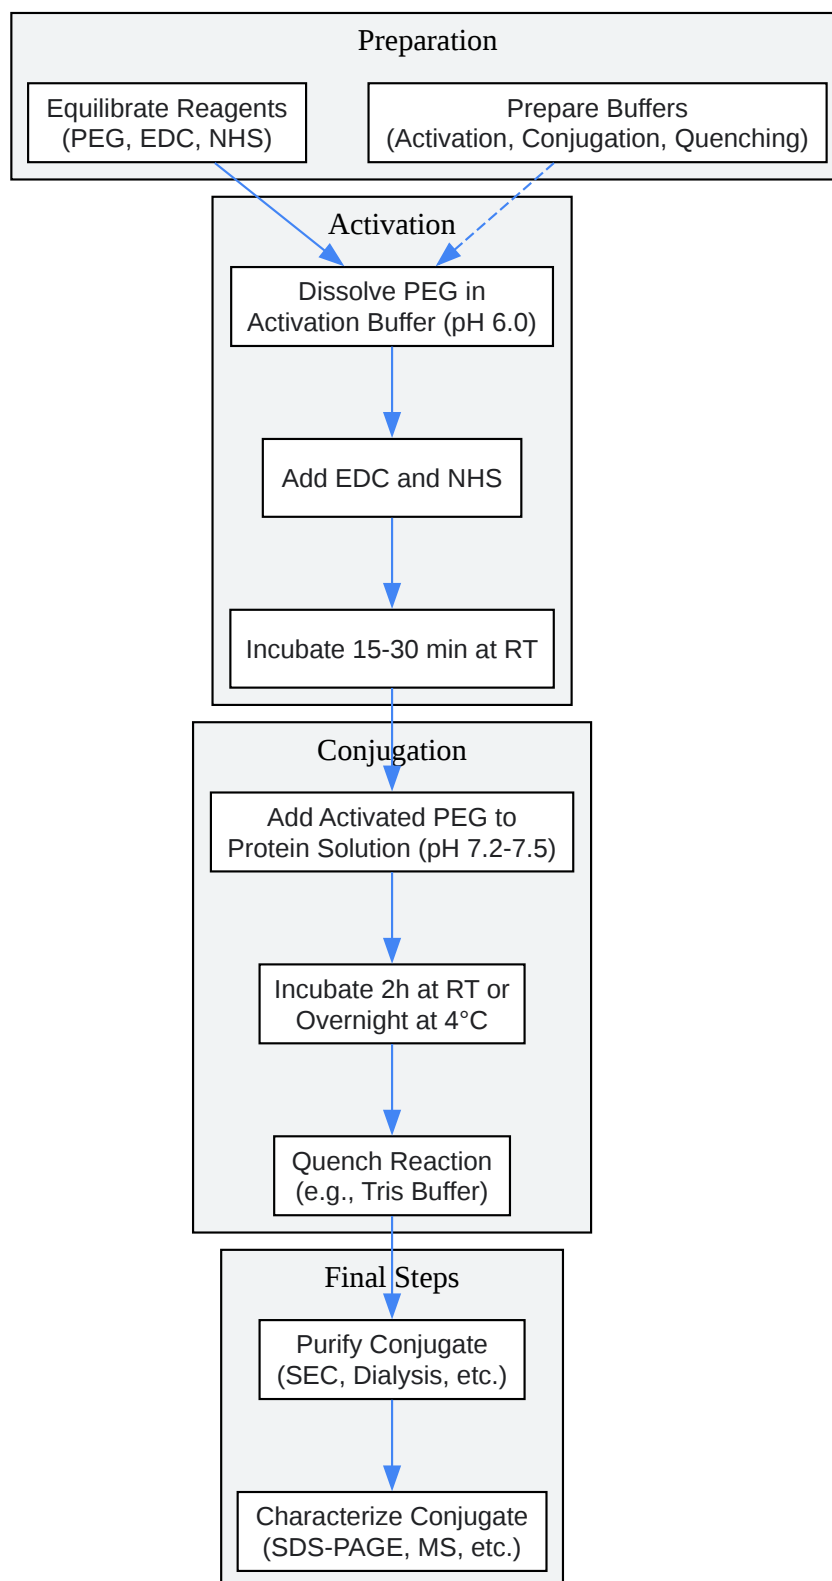 Preparation
Equilibrate Reagents
(PEG, EDC, NHS)
Prepare Buffers
(Activation, Conjugation, Quenching)
Activation
Dissolve PEG in
Activation Buffer (pH 6.0)
Add EDC and NHS
Incubate 15-30 min at RT
Conjugation
Add Activated PEG to
Protein Solution (pH 7.2-7.5)
Incubate 2h at RT or
Overnight at 4°C
Quench Reaction
(e.g., Tris Buffer)
Final Steps
Purify Conjugate
(SEC, Dialysis, etc.)
Characterize Conjugate
(SDS-PAGE, MS, etc.)